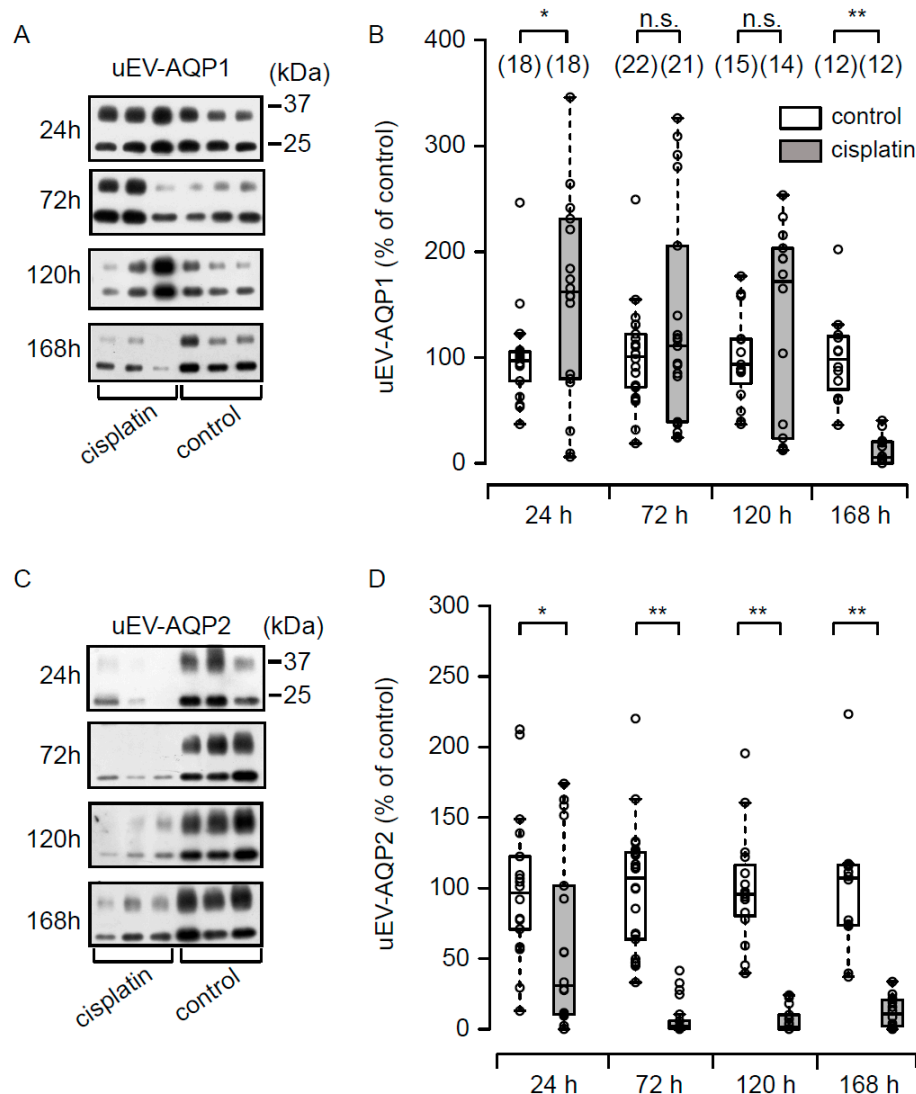 A
uEV-AQP1 (kDa)
37
25
24h
72h
120h
168h
cisplatin control
B
* n.s. n.s. **
(18) (18) (22)(21) (15)(14) (12)(12)
control
cisplatin
uEV-AQP1 (% of control)
400
300
200
100
0
24 h 72 h 120 h 168 h
C
uEV-AQP2 (kDa)
37
25
24h
72h
120h
168h
cisplatin control
D
* ** ** **
uEV-AQP2 (% of control)
300
250
200
150
100
50
0
24 h 72 h 120 h 168 h